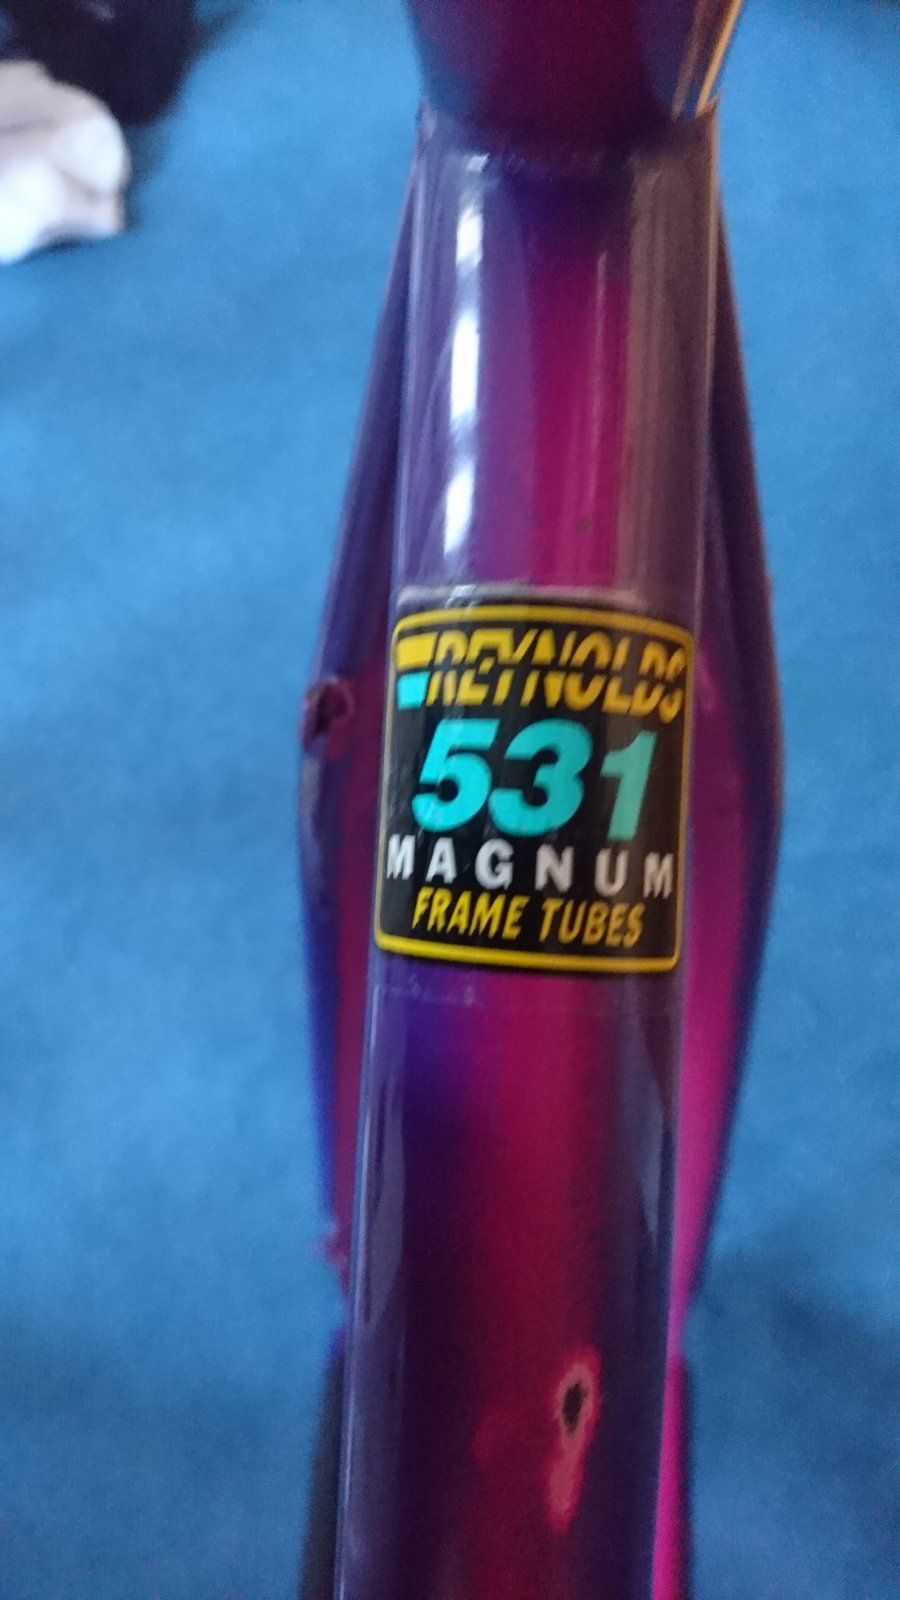 REYNOLDS
531
MAGNUM
FRAME TUBES